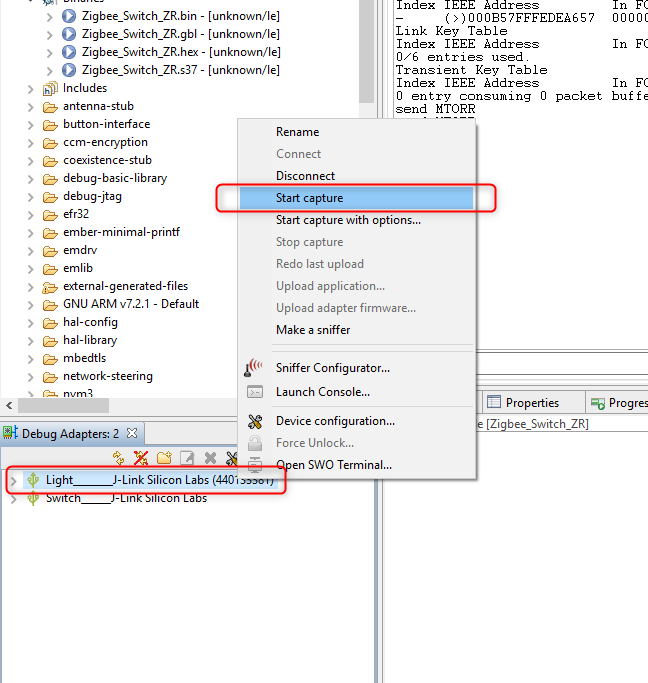 Binaries
Zigbee_Switch_ZR.bin - [unknown/le]
Zigbee_Switch_ZR.gbl - [unknown/le]
Zigbee_Switch_ZR.hex - [unknown/le]
Zigbee_Switch_ZR.s37 - [unknown/le]
Includes
antenna-stub
button-interface
ccm-encryption
coexistence-stub
debug-basic-library
debug-jtag
efr32
ember-minimal-printf
emdrv
emlib
external-generated-files
GNU ARM v7.2.1 - Default
hal-config
hal-library
mbedtls
network-steering
nvm3
Index IEEE Address In FC
- (>)000B57FFFEDEA657 00000
Link Key Table
Index IEEE Address In FC
0/6 entries used.
Transient Key Table
Index IEEE Address In FC
0 entry consuming 0 packet buffe
send MTORR
Rename
Connect
Disconnect
Start capture
Start capture with options...
Stop capture
Redo last upload
Upload application...
Upload adapter firmware...
Make a sniffer
Sniffer Configurator...
Launch Console...
Device configuration...
Force Unlock...
Open SWO Terminal...
Properties
Progres
e [Zigbee_Switch_ZR]
Debug Adapters: 2
Light______J-Link Silicon Labs (440135581)
Switch_____J-Link Silicon Labs